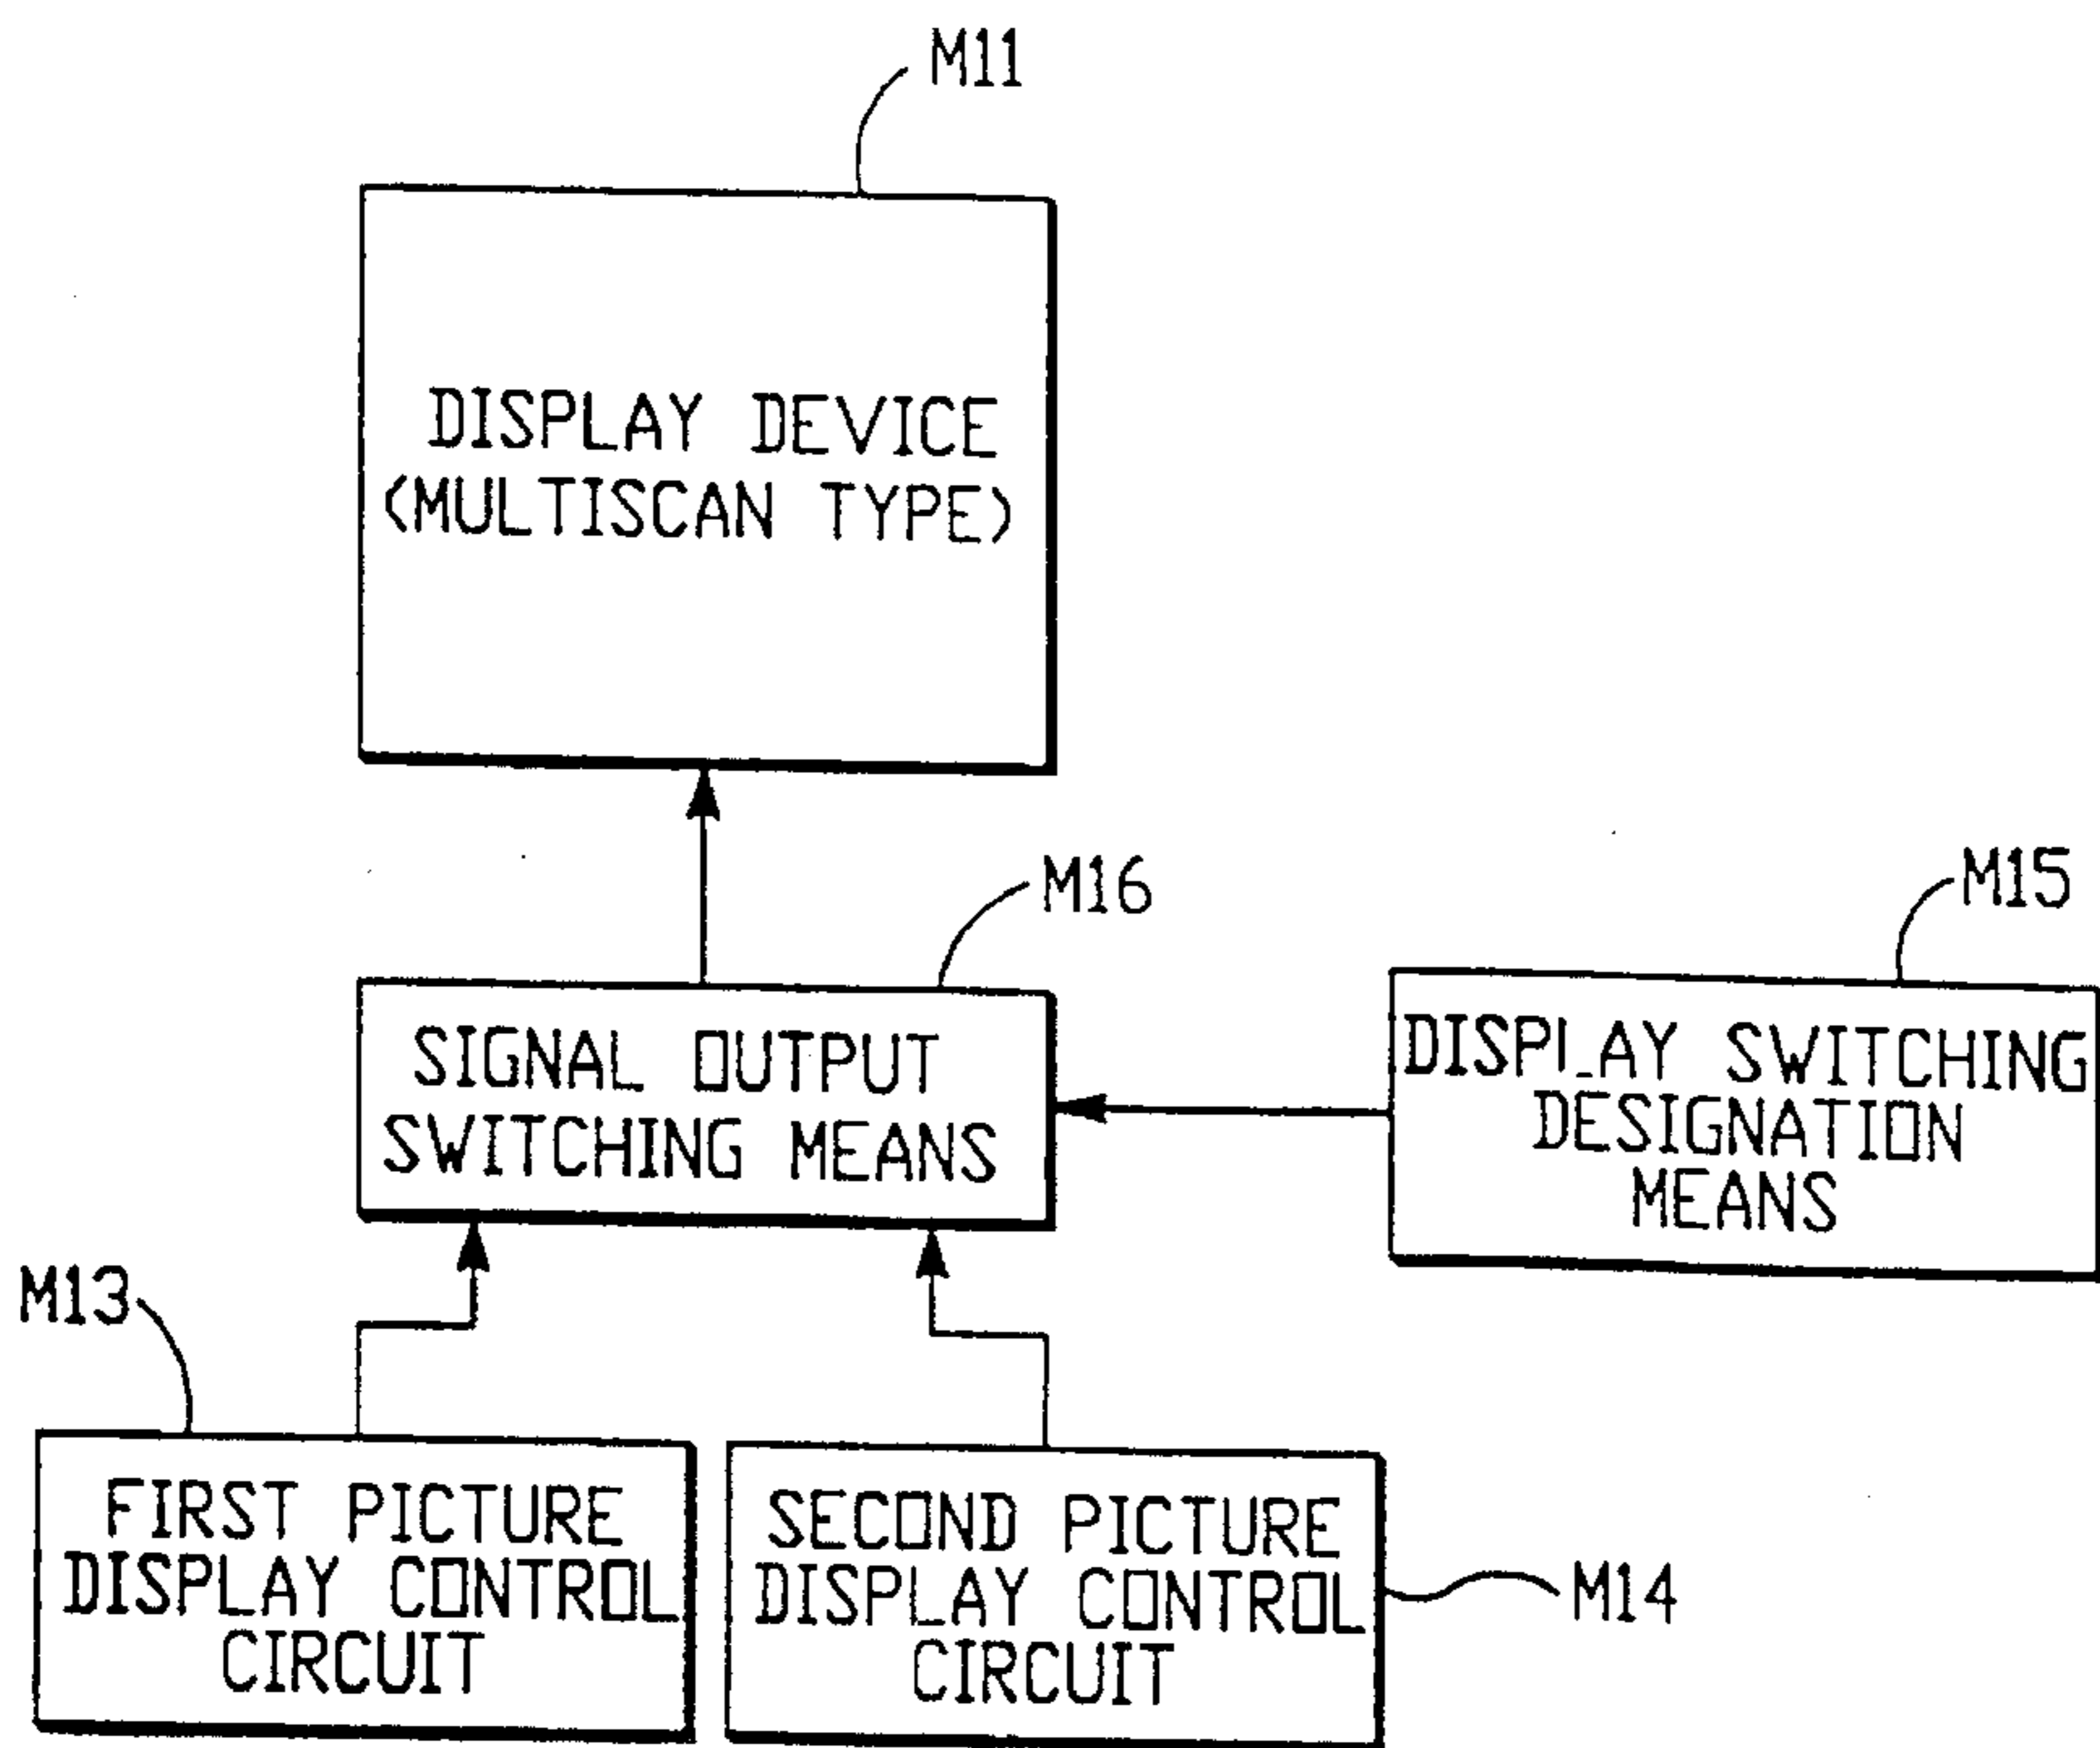 M11
DISPLAY DEVICE
(MULTISCAN TYPE)
M16
M15
SIGNAL OUTPUT
SWITCHING MEANS
DISPLAY SWITCHING
DESIGNATION
MEANS
M13
FIRST PICTURE
DISPLAY CONTROL
CIRCUIT
SECOND PICTURE
DISPLAY CONTROL
CIRCUIT
M14